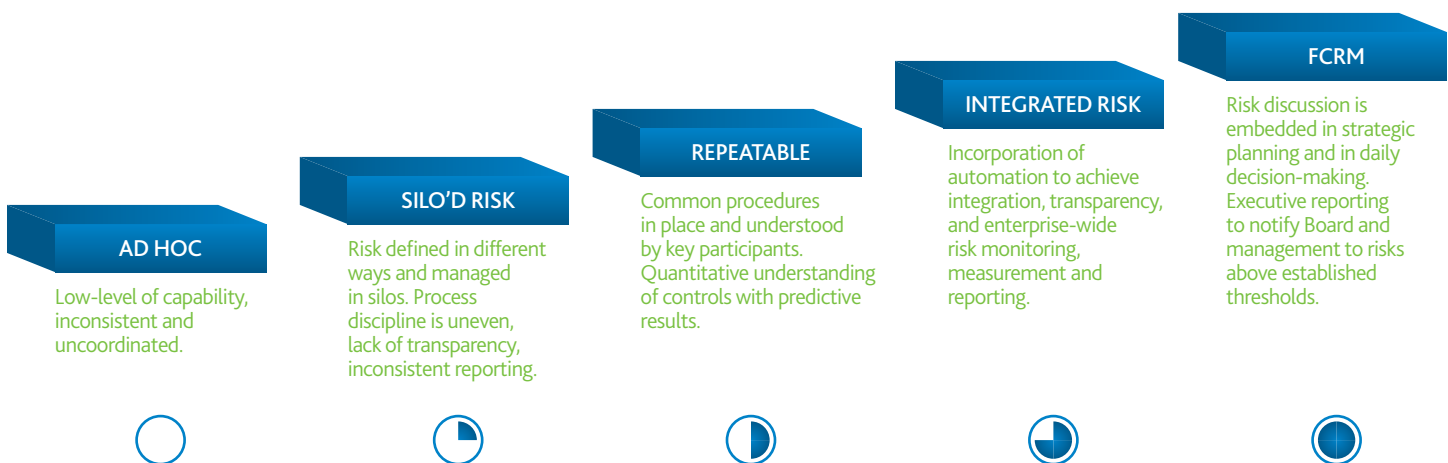 AD HOC
Low-level of capability,
inconsistent and
uncoordinated.
SILO’D RISK
Risk defined in different
ways and managed
in silos. Process
discipline is uneven,
lack of transparency,
inconsistent reporting.
REPEATABLE
Common procedures
in place and understood
by key participants.
Quantitative understanding
of controls with predictive
results.
INTEGRATED RISK
Incorporation of
automation to achieve
integration, transparency,
and enterprise-wide
risk monitoring,
measurement and
reporting.
FCRM
Risk discussion is
embedded in strategic
planning and in daily
decision-making.
Executive reporting
to notify Board and
management to risks
above established
thresholds.